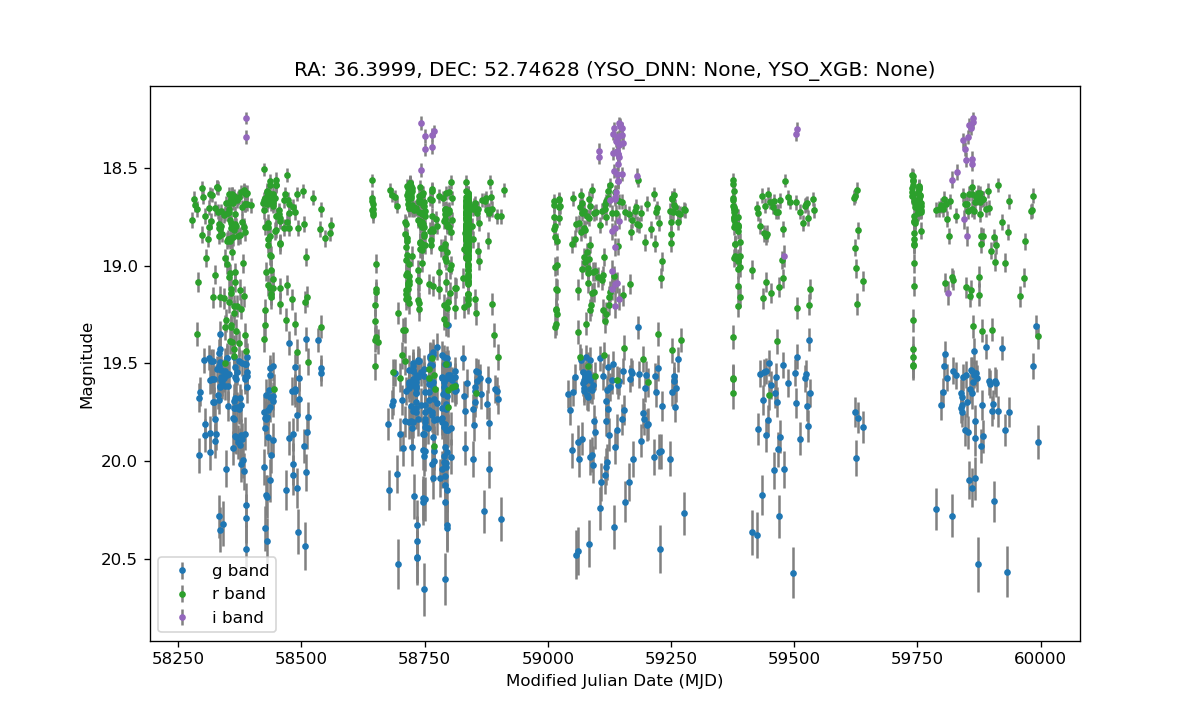 RA: 36.3999, DEC: 52.74628 (YSO_DNN: None, YSO_XGB: None)
18.5
19.0
19.5
20.0
20.5
Magnitude
g band
r band
i band
58250 58500 58750 59000 59250 59500 59750 60000
Modified Julian Date (MJD)